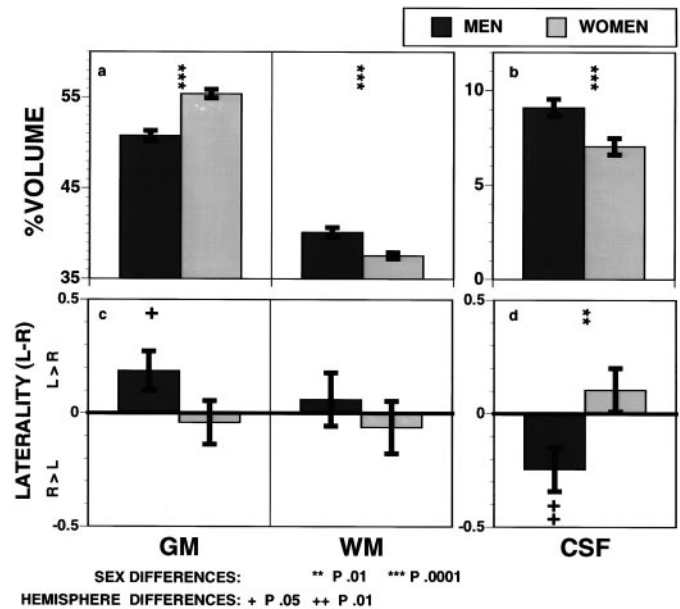 MEN WOMEN
a *** *** b ***
55
45
35
10
5
0
%VOLUME
c + d **
0.5
0
-0.5
0.5
0
-0.5
LATERALITY (L-R)
L > R
R > L
++
GM WM CSF
SEX DIFFERENCES: ** P .01 *** P .0001
HEMISPHERE DIFFERENCES: + P .05 ++ P .01